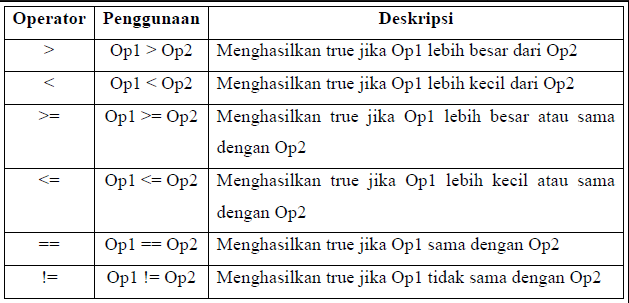 Operator Penggunaan Deskripsi
> Op1 > Op2 Menghasilkan true jika Op1 lebih besar dari Op2
< Op1 < Op2 Menghasilkan true jika Op1 lebih kecil dari Op2
>= Op1 >= Op2 Menghasilkan true jika Op1 lebih besar atau sama
dengan Op2
<= Op1 <= Op2 Menghasilkan true jika Op1 lebih kecil atau sama
dengan Op2
== Op1 == Op2 Menghasilkan true jika Op1 sama dengan Op2
!= Op1 != Op2 Menghasilkan true jika Op1 tidak sama dengan Op2